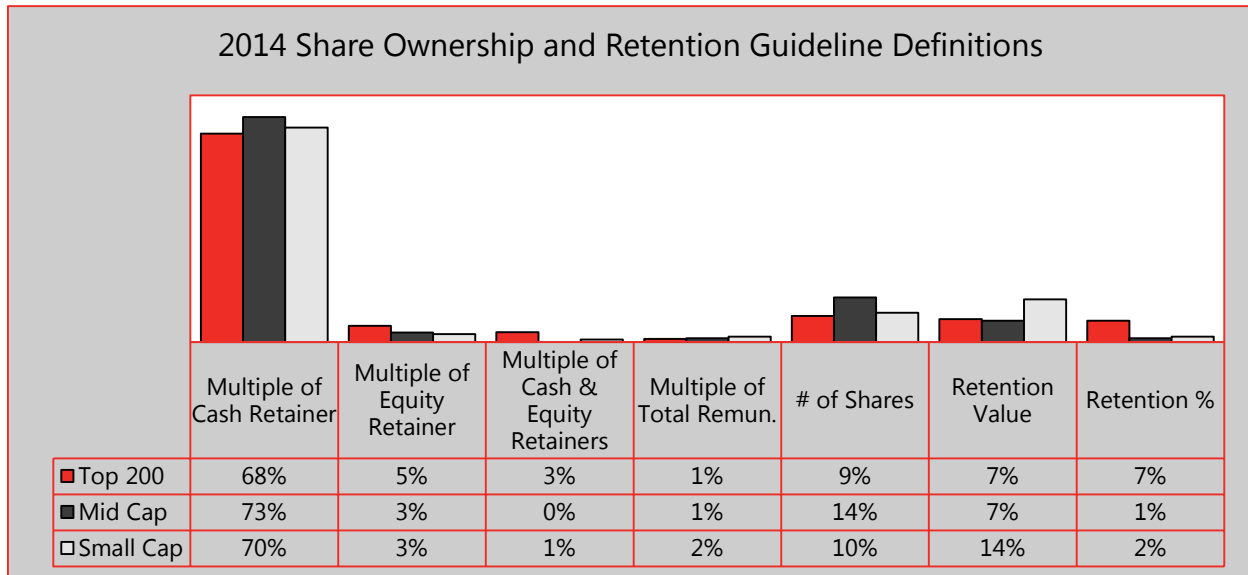 2014 Share Ownership and Retention Guideline Definitions
Multiple of
Cash Retainer
Multiple of
Equity
Retainer
Multiple of
Cash &
Equity
Retainers
Multiple of
Total Remun.
# of Shares
Retention
Value
Retention %
Top 200 68% 5% 3% 1% 9% 7% 7%
Mid Cap 73% 3% 0% 1% 14% 7% 1%
Small Cap 70% 3% 1% 2% 10% 14% 2%